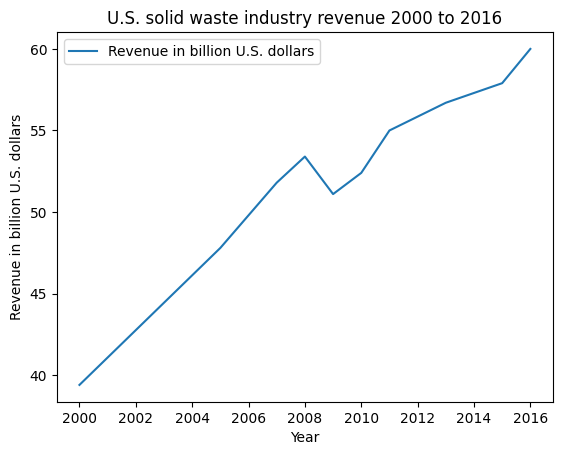 U.S. solid waste industry revenue 2000 to 2016
Revenue in billion U.S. dollars
Revenue in billion U.S. dollars
60
55
50
45
40
2000 2002 2004 2006 2008 2010 2012 2014 2016
Year